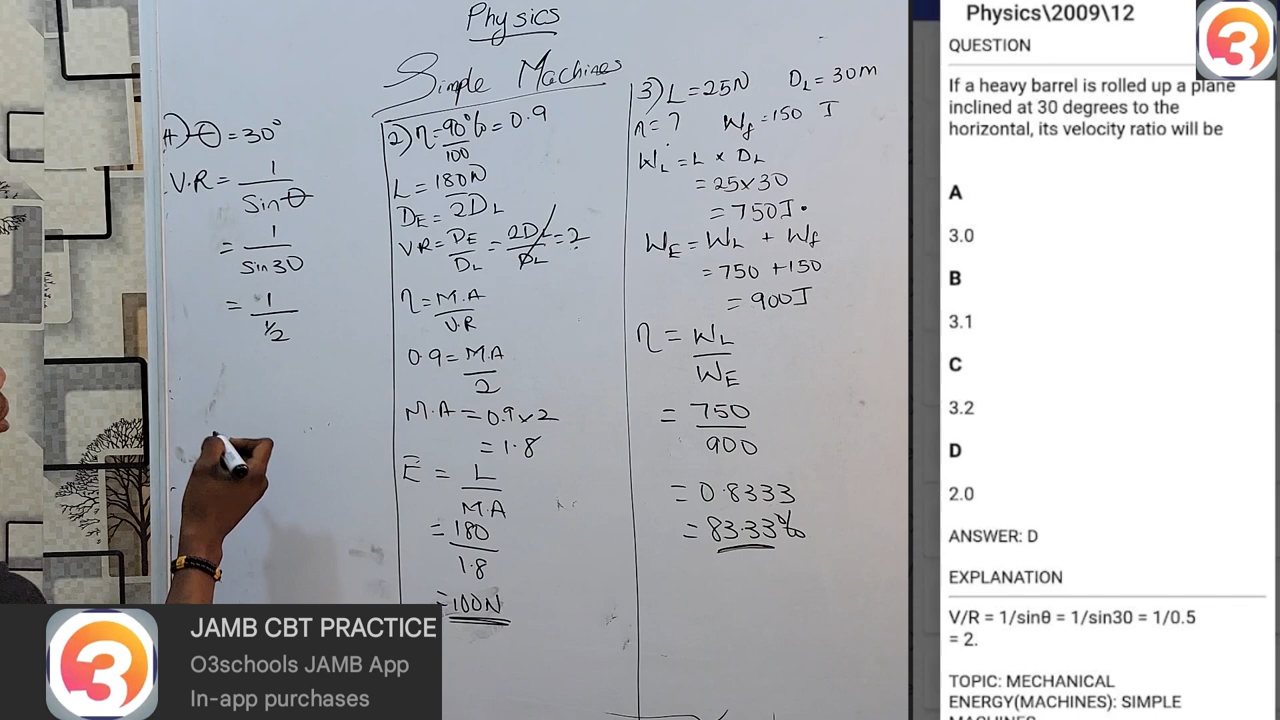 Physics
Simple Machines
4) θ = 30°
V.R = 1/Sinθ
= 1/sin30
= 1/½
2) η = 90%/100 = 0.9
L = 180N
DE = 2DL
VR = DE/DL = 2DL/DL = 2
η = M.A/V.R
0.9 = M.A/2
M.A = 0.9 x 2
= 1.8
E = L/M.A
= 180/1.8
= 100N
3) L = 25N DL = 30m
η = ? Wf = 150 J
WL = L x DL
= 25x30
= 750J.
WE = WL + Wf
= 750 + 150
= 900J
η = WL/WE
= 750/900
= 0.8333
= 83.33%
Physics\2009\12
3
QUESTION
If a heavy barrel is rolled up a plane
inclined at 30 degrees to the
horizontal, its velocity ratio will be
A
3.0
B
3.1
C
3.2
D
2.0
ANSWER: D
EXPLANATION
V/R = 1/sinθ = 1/sin30 = 1/0.5
= 2.
TOPIC: MECHANICAL
ENERGY(MACHINES): SIMPLE
MACHINES
3
JAMB CBT PRACTICE
O3schools JAMB App
In-app purchases